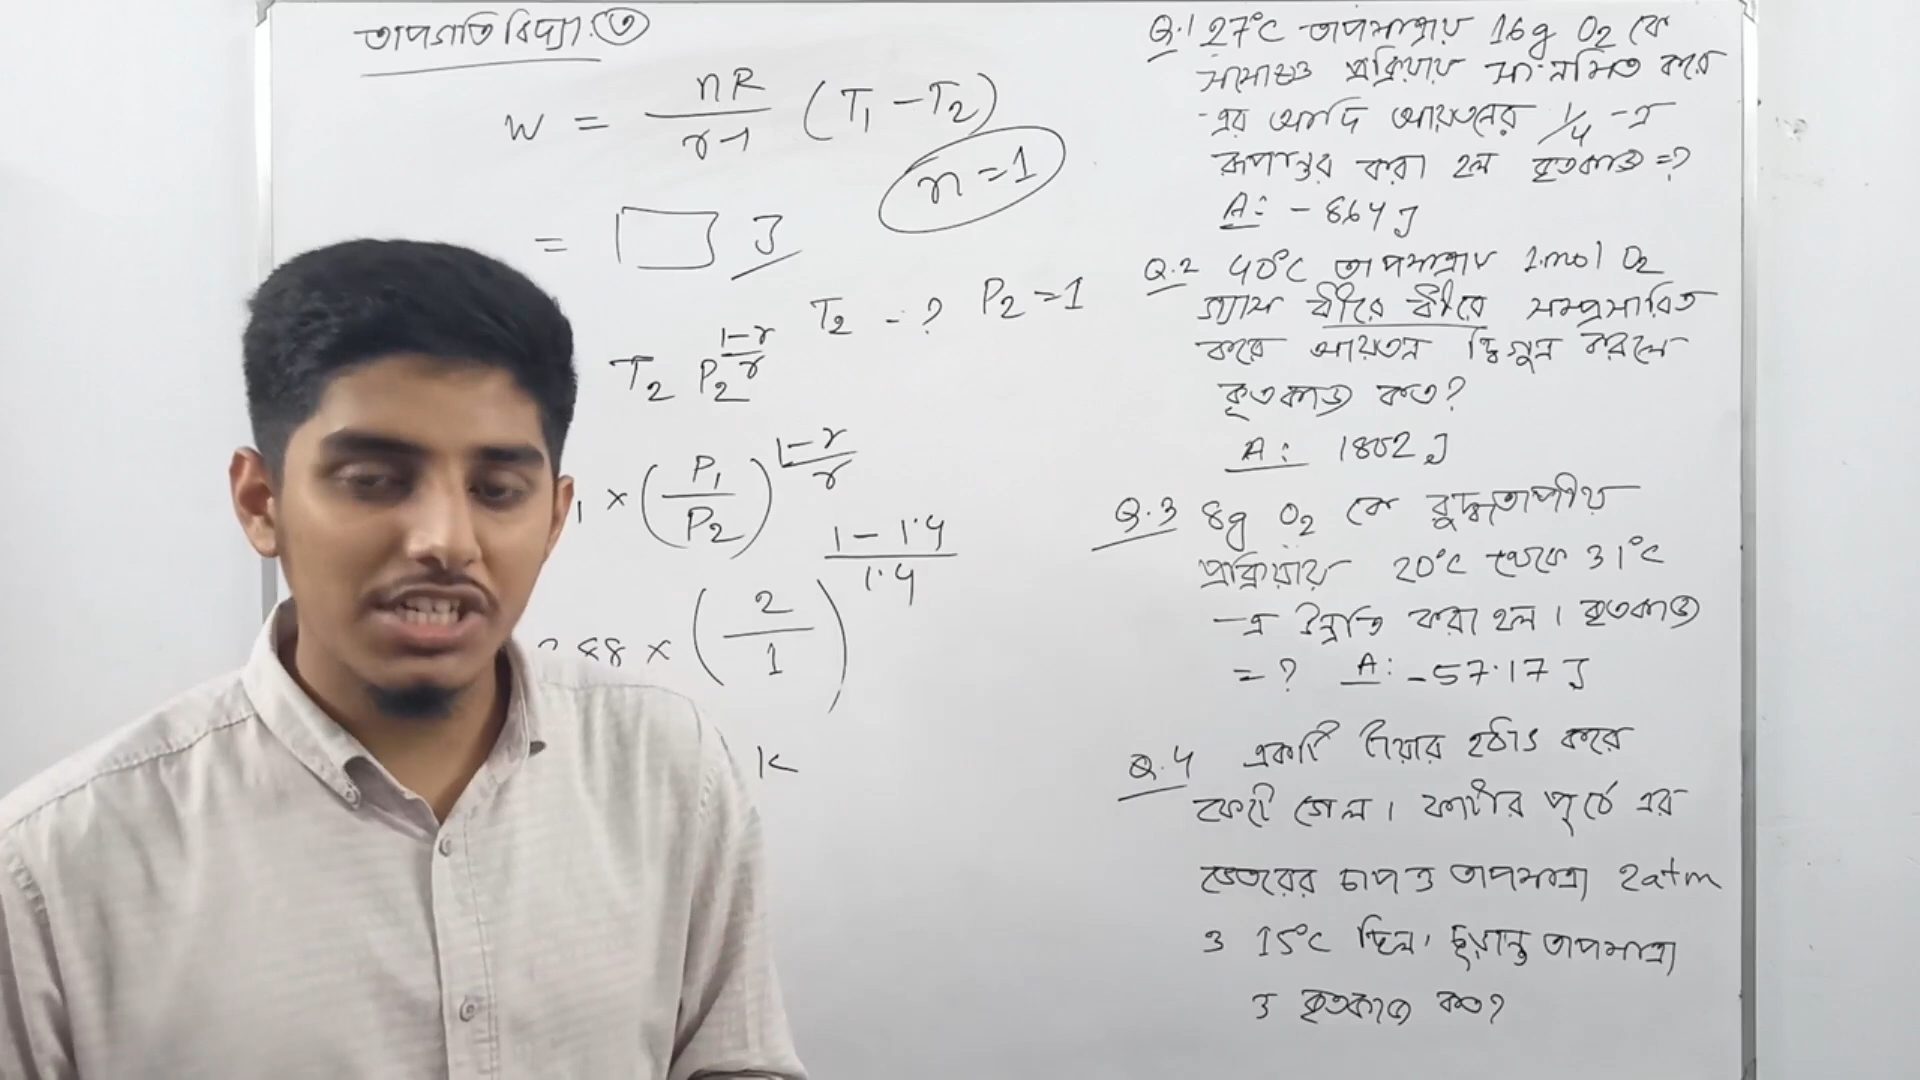 তাপগতিবিদ্যা: ৩
W = nR/γ-1 (T₁ - T₂)
n = 1
= J
T₂ = ? P₂ = 1
T₂ P₂^(1-γ/γ)
× (P₁/P₂)^(1-γ/γ)
288 × (2/1)^(1-1.4/1.4)
K
Q.1 27°C তাপমাত্রায় 16g O₂ কে
সমোষ্ণ প্রক্রিয়ায় সংনমিত করে
এর আদি আয়তনের 1/4 -এ
রূপান্তর করা হল কৃতকাজ =?
A: - 864 J
Q.2 40°C তাপমাত্রায় 1 mol O₂
গ্যাস ধীরে ধীরে সম্প্রসারিত
করে আয়তন দ্বিগুন করলে
কৃতকাজ কত?
A: 1802 J
Q.3 8g O₂ কে রুদ্ধতাপীয়
প্রক্রিয়ায় 20°C থেকে 31°C
-এ উন্নতি করা হল। কৃতকাজ
= ? A: -57.17 J
Q.4 একটি টায়ার হঠাৎ করে
ফেটে গেল। ফাটার পূর্বে এর
ভেতরের চাপ ও তাপমাত্রা 2atm
ও 15°C ছিল। চূড়ান্ত তাপমাত্রা
ও কৃতকাজ কত?